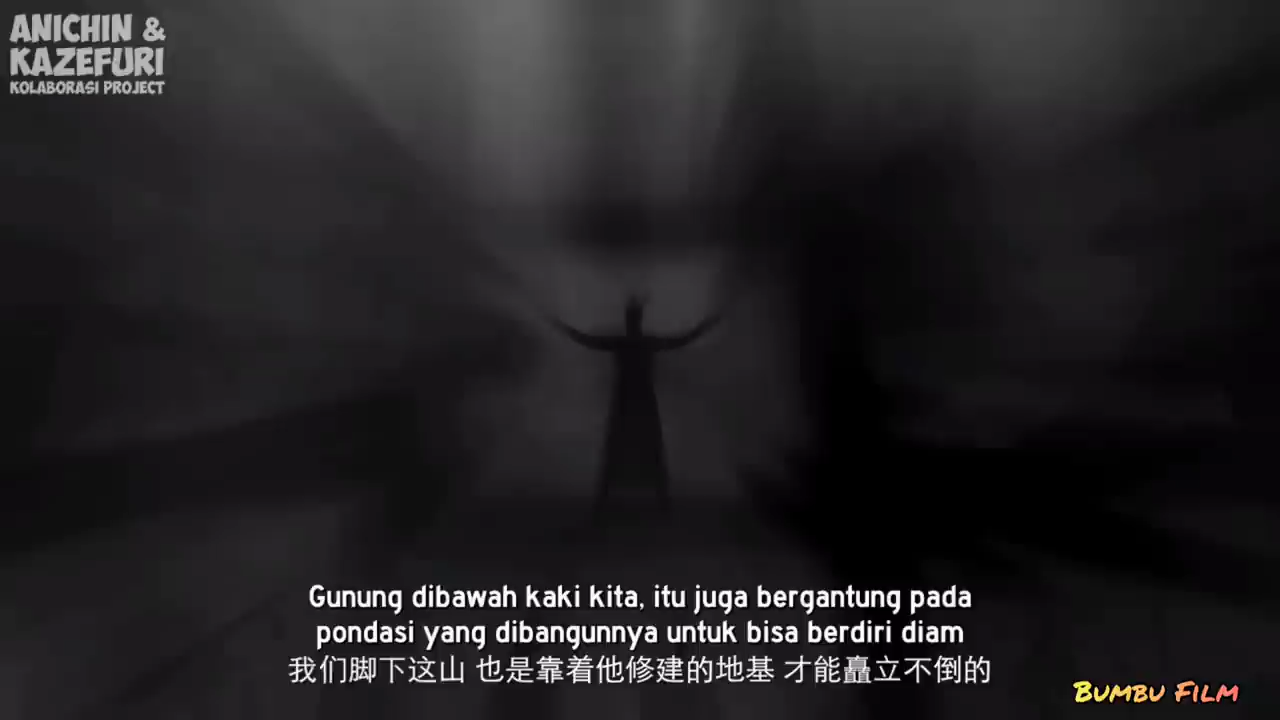 ANICHIN &
KAZEFURI
KOLABORASI PROJECT
Gunung dibawah kaki kita, itu juga bergantung pada
pondasi yang dibangunnya untuk bisa berdiri diam
我们脚下这山 也是靠着他修建的地基 才能矗立不倒的
BUMBU FILM